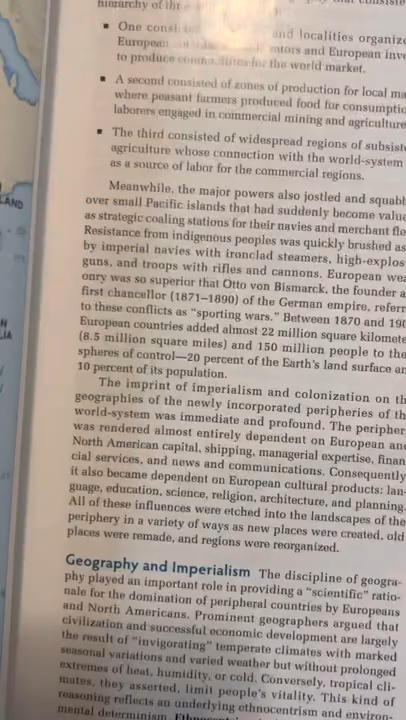 hierarchy of
One and localities organize
European and European inve
to produce for the world market.
A second consisted of zones of production for local ma
where peasant farmers produced food for consumptio
laborers engaged in commercial mining and agriculture
The third consisted of widespread regions of subsist
agriculture whose connection with the world-system
as a source of labor for the commercial regions.
Meanwhile, the major powers also jostled and squabb
over small Pacific islands that had suddenly become value
as strategic coaling stations for their navies and merchant fle
Resistance from indigenous peoples was quickly brushed as
by imperial navies with ironclad steamers, high-explos
guns, and troops with rifles and cannons. European wea
onry was so superior that Otto von Bismarck, the founder a
first chancellor (1871–1890) of the German empire, referr
to these conflicts as “sporting wars.” Between 1870 and 190
European countries added almost 22 million square kilomete
(8.5 million square miles) and 150 million people to the
spheres of control—20 percent of the Earth's land surface an
10 percent of its population.
The imprint of imperialism and colonization on th
geographies of the newly incorporated peripheries of th
world-system was immediate and profound. The peripher
was rendered almost entirely dependent on European an
North American capital, shipping, managerial expertise, finan
cial services, and news and communications. Consequently
it also became dependent on European cultural products: lan-
guage, education, science, religion, architecture, and planning.
All of these influences were etched into the landscapes of the
periphery in a variety of ways as new places were created, old
places were remade, and regions were reorganized.
Geography and Imperialism The discipline of geogra-
phy played an important role in providing a “scientific” ratio-
nale for the domination of peripheral countries by Europeans
and North Americans. Prominent geographers argued that
civilization and successful economic development are largely
the result of “invigorating” temperate climates with marked
seasonal variations and varied weather but without prolonged
extremes of heat, humidity, or cold. Conversely, tropical cli-
mates, they asserted, limit people's vitality. This kind of
reasoning reflects an underlying ethnocentrism and environ-
mental determinism.
LAND
N
LIA